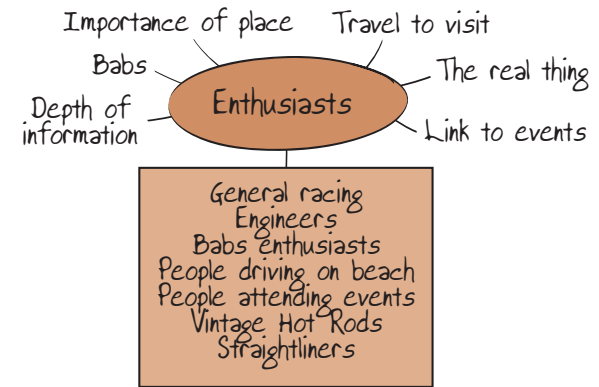 Importance of place
Travel to visit
Babs
The real thing
Depth of
information
Enthusiasts
Link to events
General racing
Engineers
Babs enthusiasts
People driving on beach
People attending events
Vintage Hot Rods
Straightliners